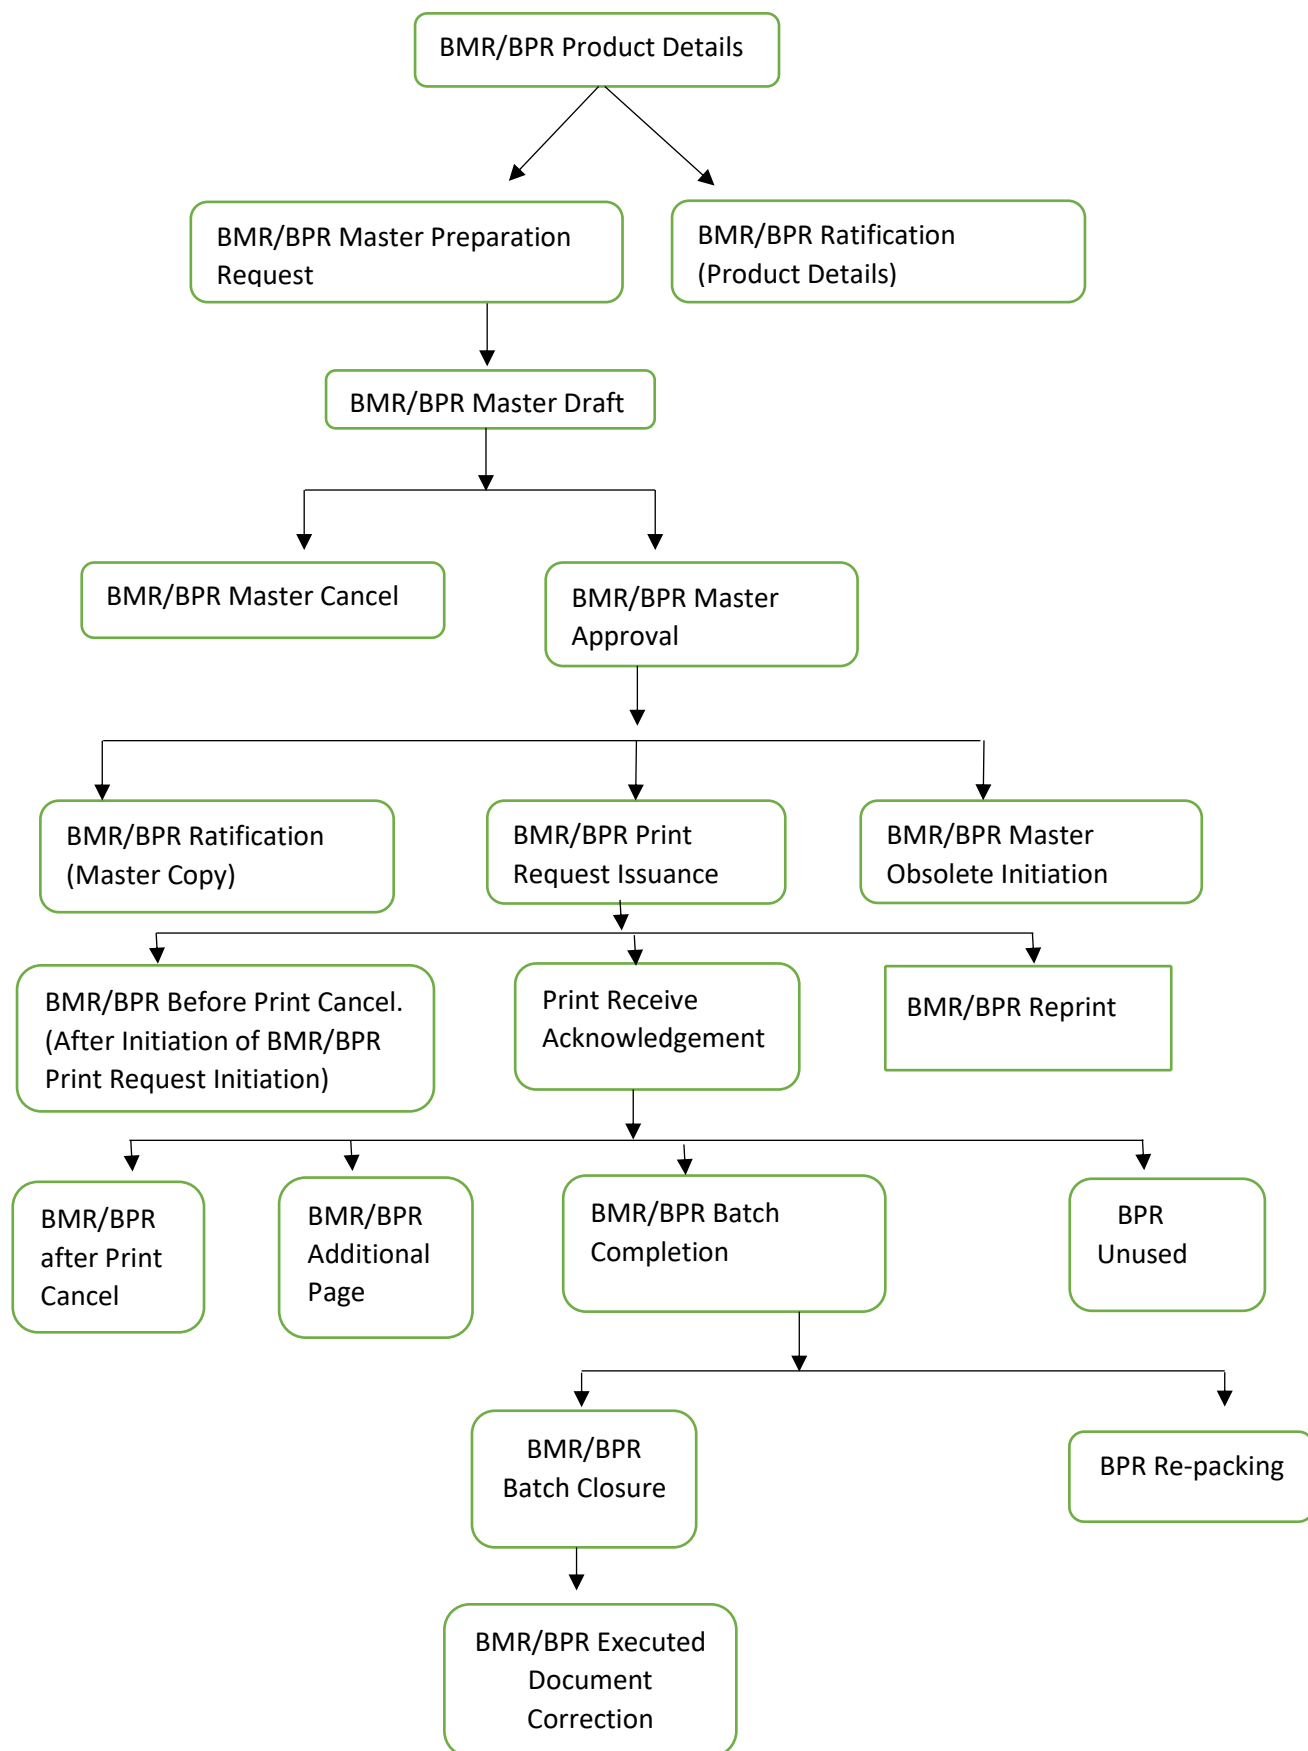 BMR/BPR Product Details
BMR/BPR Master Preparation
Request
BMR/BPR Ratification
(Product Details)
BMR/BPR Master Draft
BMR/BPR Master Cancel
BMR/BPR Master
Approval
BMR/BPR Ratification
(Master Copy)
BMR/BPR Print
Request Issuance
BMR/BPR Master
Obsolete Initiation
BMR/BPR Before Print Cancel.
(After Initiation of BMR/BPR
Print Request Initiation)
Print Receive
Acknowledgement
BMR/BPR Reprint
BMR/BPR
after Print
Cancel
BMR/BPR
Additional
Page
BMR/BPR Batch
Completion
BPR
Unused
BMR/BPR
Batch Closure
BPR Re-packing
BMR/BPR Executed
Document
Correction